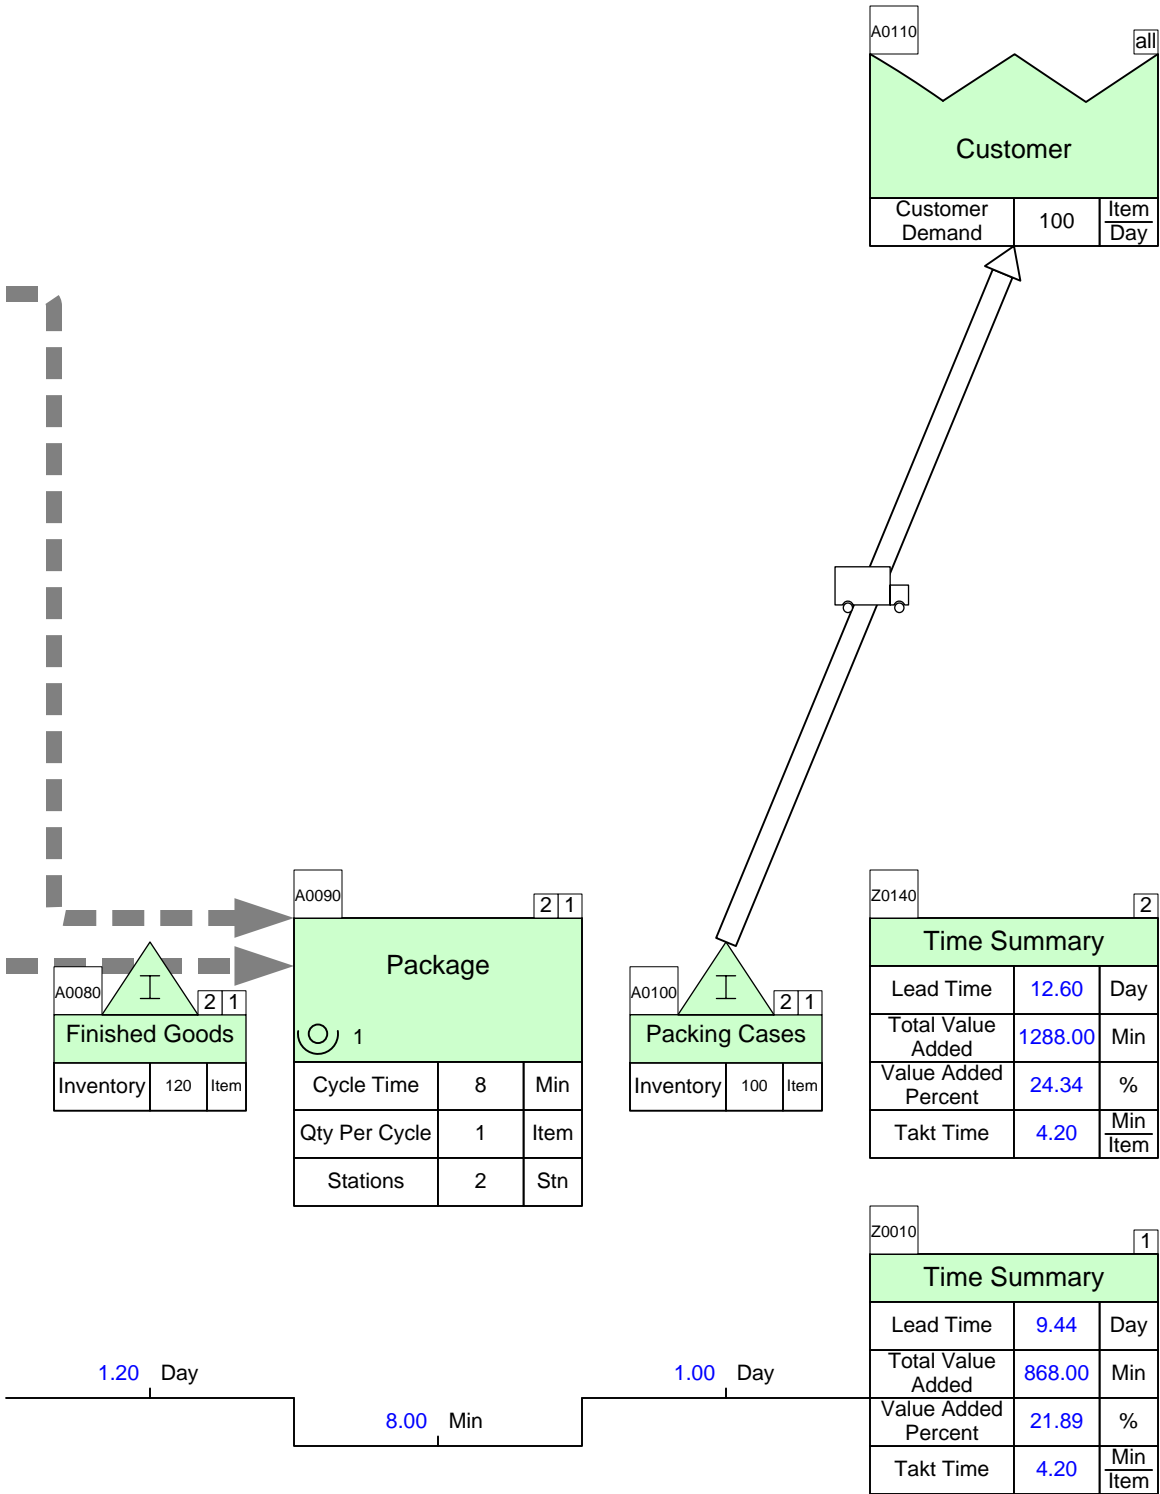 A0110
all
Customer
Customer Demand 100 Item/Day
A0080
2 1
I
Finished Goods
Inventory 120 Item
A0090
2 1
Package
1
Cycle Time 8 Min
Qty Per Cycle 1 Item
Stations 2 Stn
A0100
2 1
I
Packing Cases
Inventory 100 Item
Z0140
2
Time Summary
Lead Time 12.60 Day
Total Value Added 1288.00 Min
Value Added Percent 24.34 %
Takt Time 4.20 Min/Item
1.20 Day
8.00 Min
1.00 Day
Z0010
1
Time Summary
Lead Time 9.44 Day
Total Value Added 868.00 Min
Value Added Percent 21.89 %
Takt Time 4.20 Min/Item